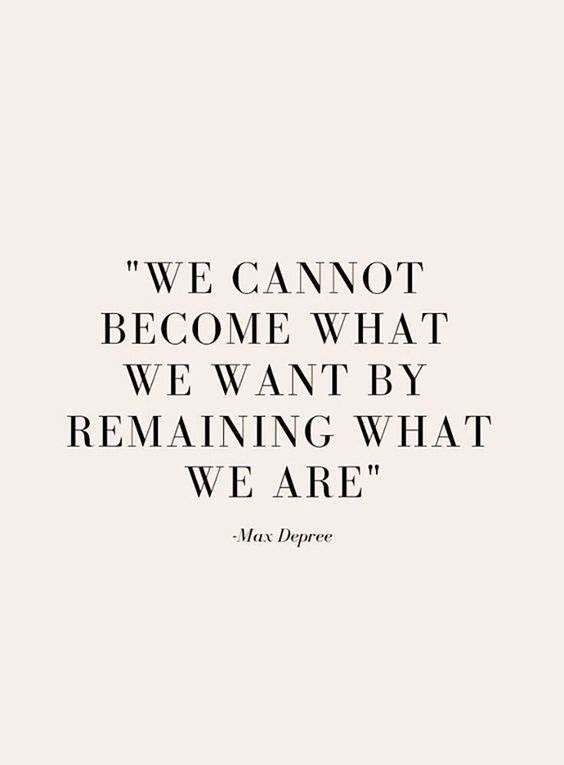 "WE CANNOT
BECOME WHAT
WE WANT BY
REMAINING WHAT
WE ARE"
-Max Depree